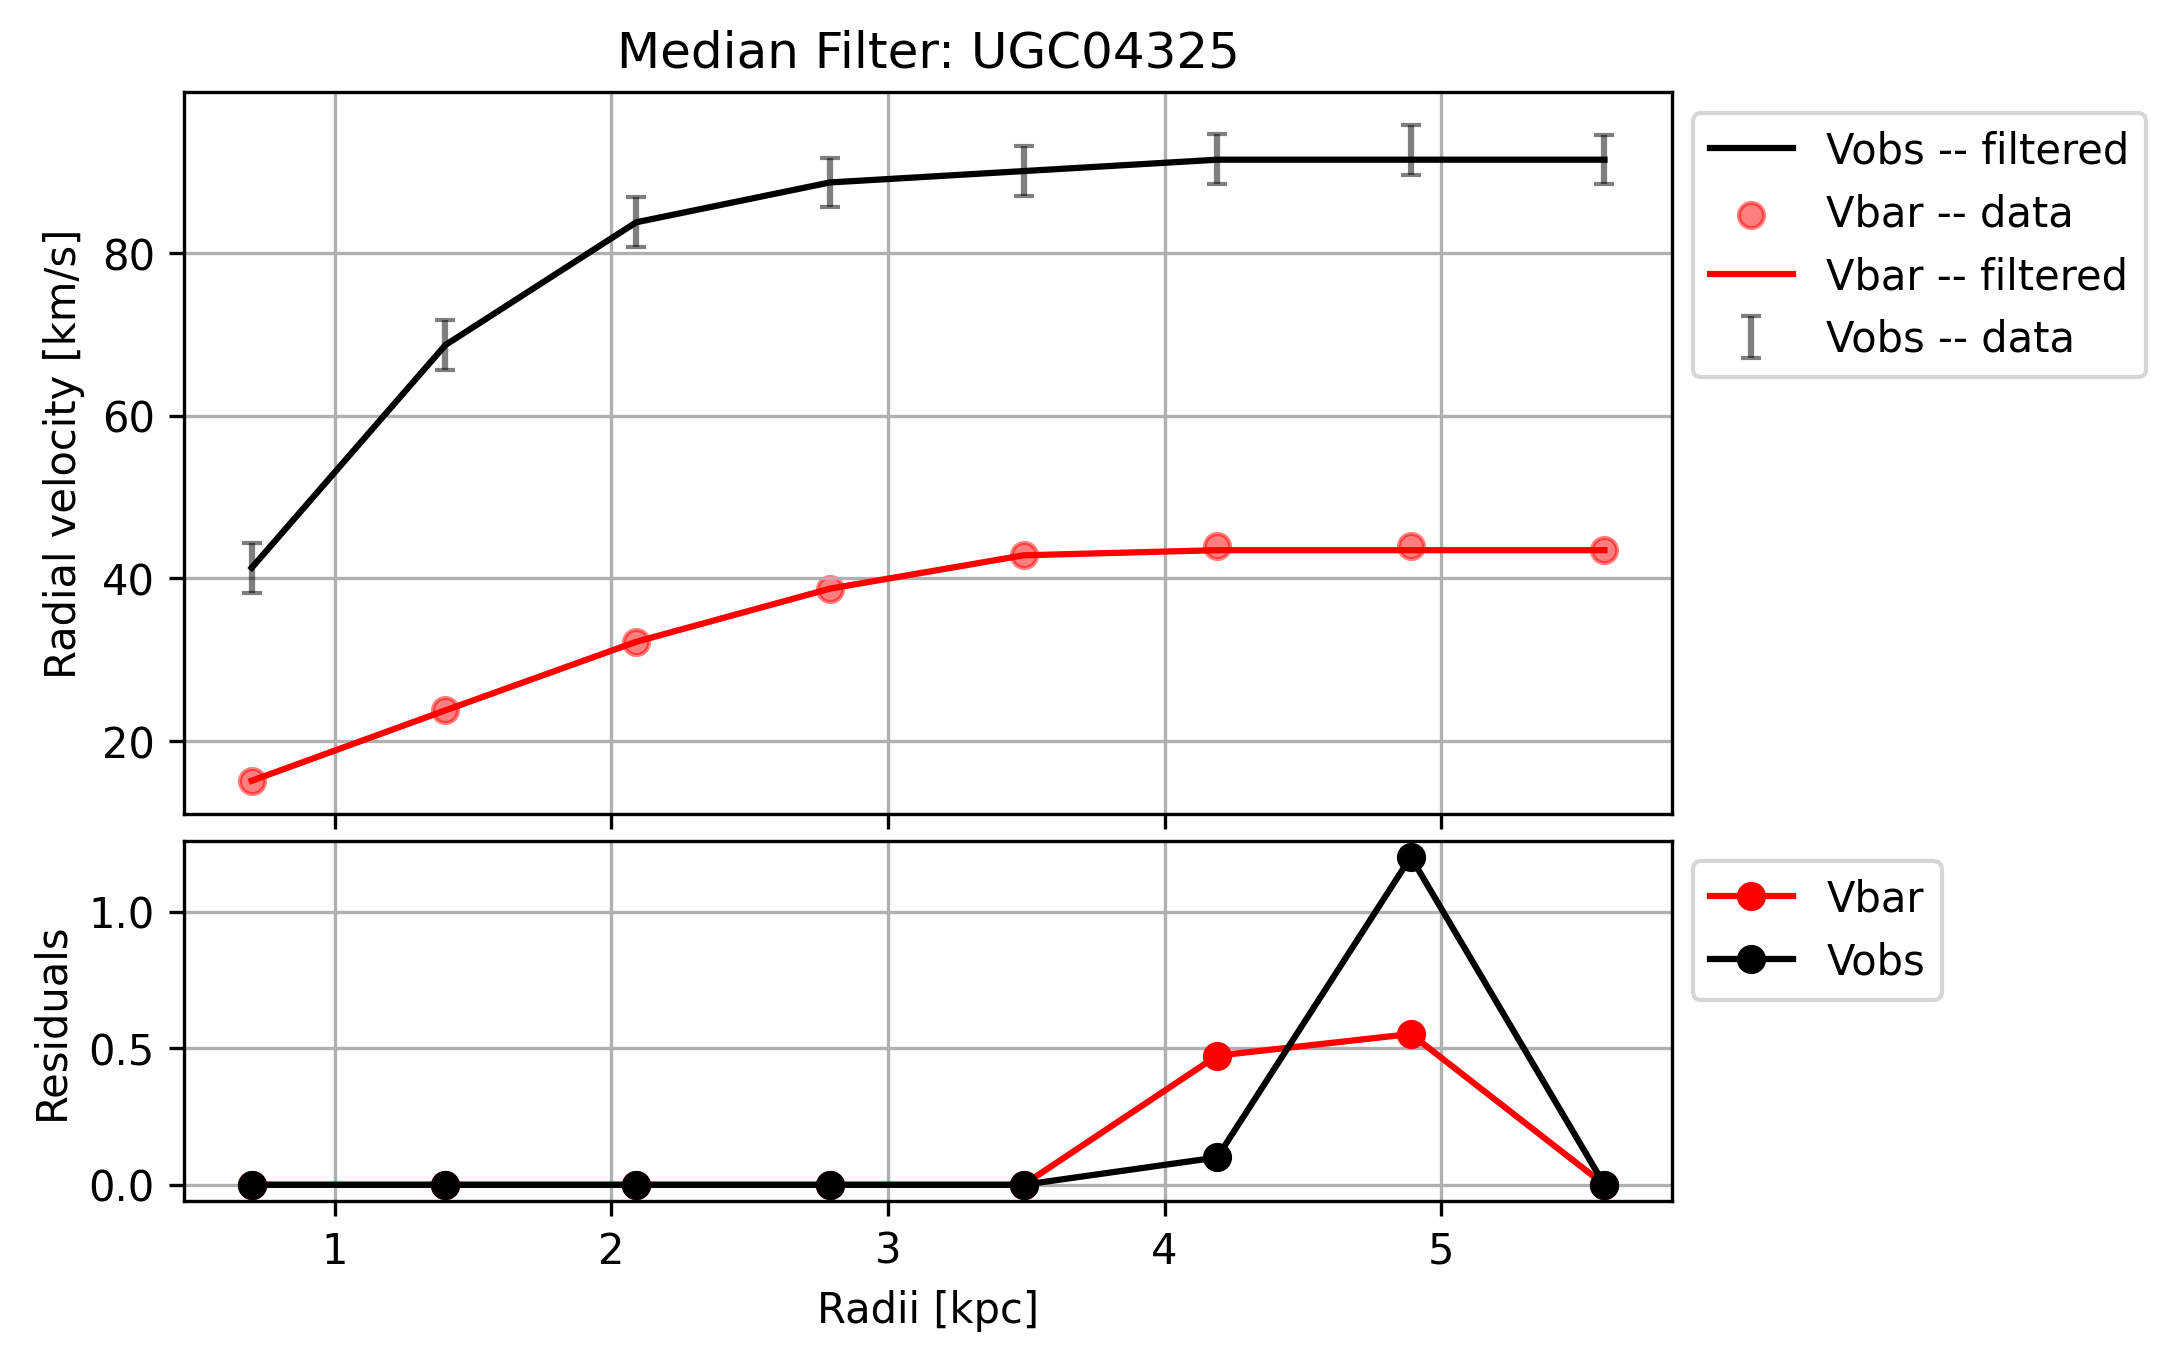 Median Filter: UGC04325
Radial velocity [km/s]
80
60
40
20
Vobs -- filtered
Vbar -- data
Vbar -- filtered
Vobs -- data
Residuals
1.0
0.5
0.0
Vbar
Vobs
1 2 3 4 5
Radii [kpc]